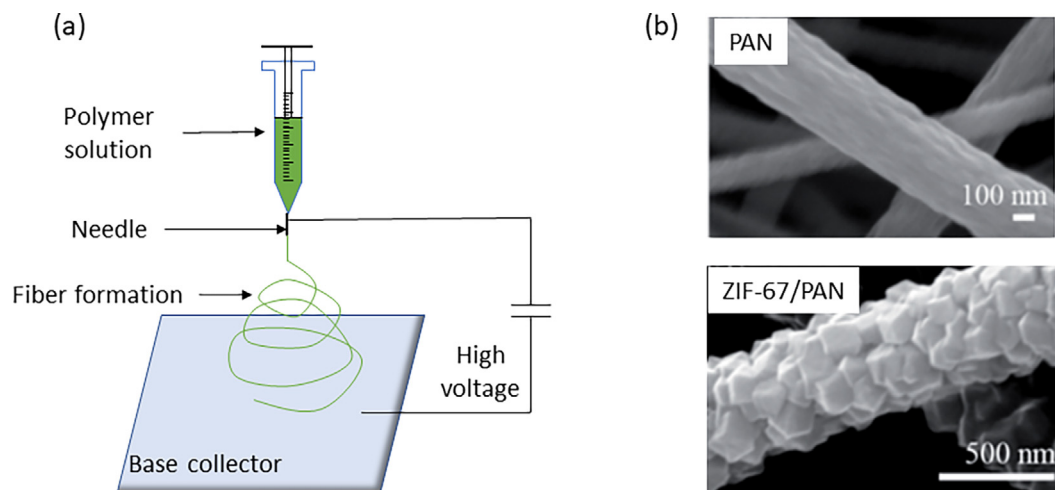 (a)
Polymer
solution
Needle
Fiber formation
High
voltage
Base collector
(b)
PAN
100 nm
ZIF-67/PAN
500 nm